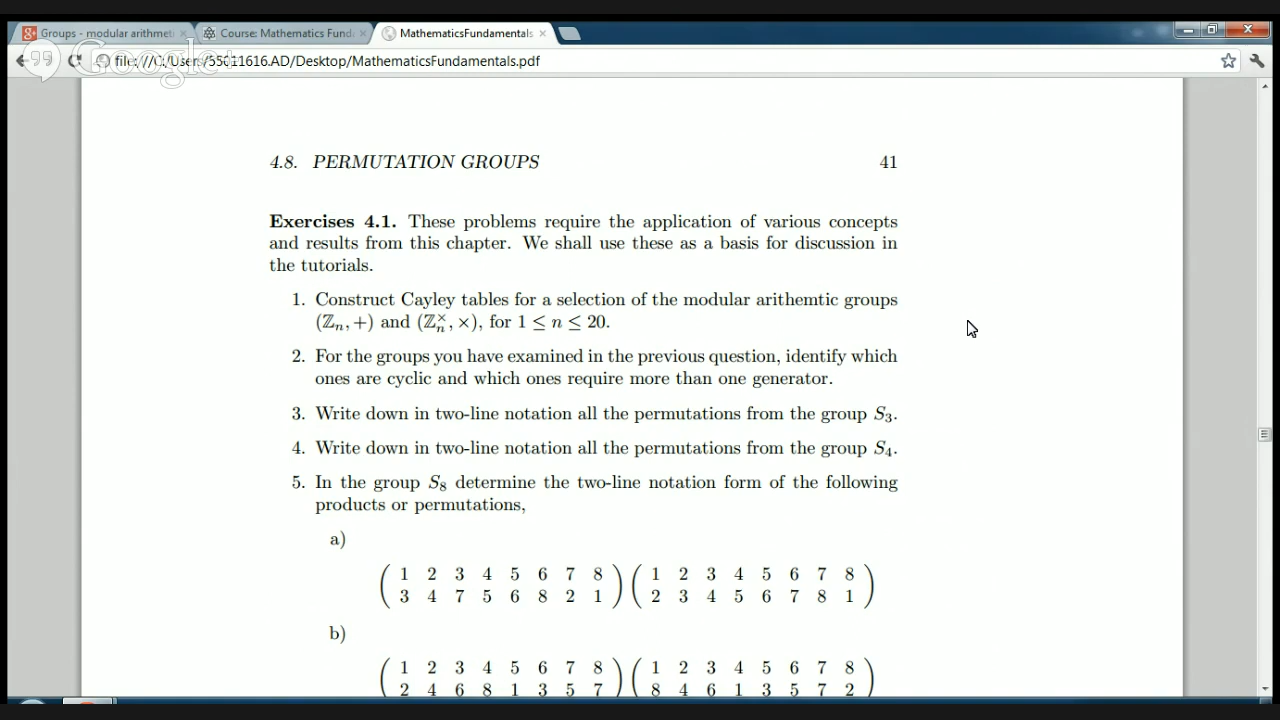 Groups - modular arithmet
Course: Mathematics Fund
MathematicsFundamentals
Google+
file:///C:/Users/55011616.AD/Desktop/MathematicsFundamentals.pdf
4.8. PERMUTATION GROUPS 41
Exercises 4.1. These problems require the application of various concepts
and results from this chapter. We shall use these as a basis for discussion in
the tutorials.
1. Construct Cayley tables for a selection of the modular arithemtic groups
(ℤₙ, +) and (ℤₙ^×, ×), for 1 ≤ n ≤ 20.
2. For the groups you have examined in the previous question, identify which
ones are cyclic and which ones require more than one generator.
3. Write down in two-line notation all the permutations from the group S₃.
4. Write down in two-line notation all the permutations from the group S₄.
5. In the group S₈ determine the two-line notation form of the following
products or permutations,
a)
( 1 2 3 4 5 6 7 8 ) ( 1 2 3 4 5 6 7 8 )
( 3 4 7 5 6 8 2 1 ) ( 2 3 4 5 6 7 8 1 )
b)
( 1 2 3 4 5 6 7 8 ) ( 1 2 3 4 5 6 7 8 )
( 2 4 6 8 1 3 5 7 ) ( 8 4 6 1 3 5 7 2 )